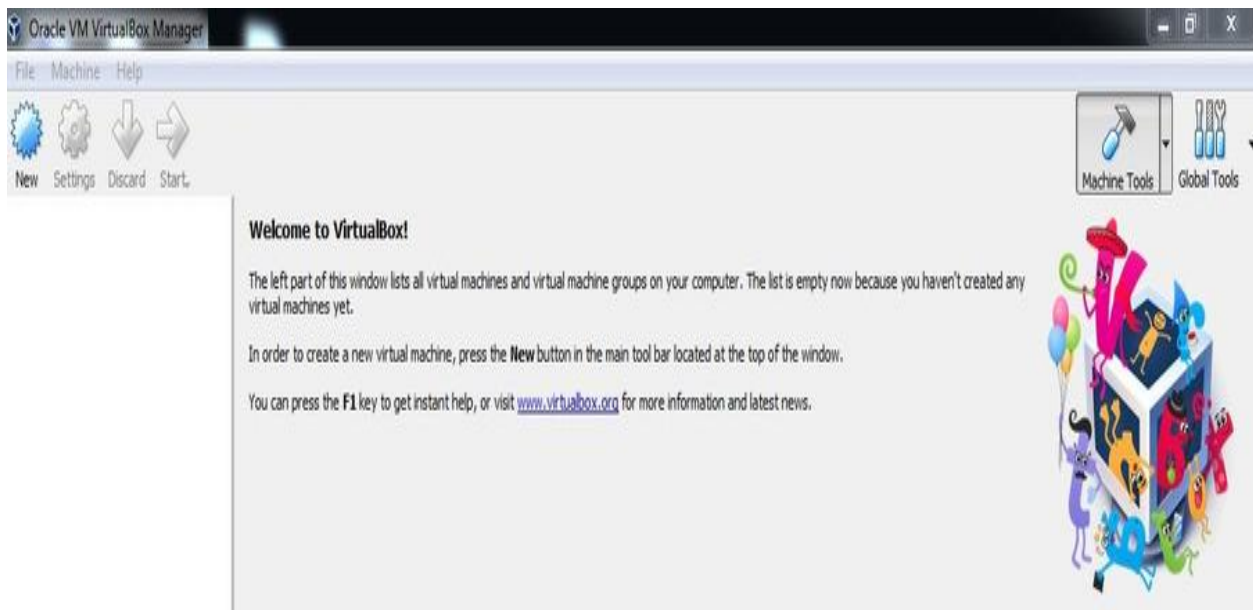 Oracle VM VirtualBox Manager
File Machine Help
New Settings Discard Start
Machine Tools Global Tools
Welcome to VirtualBox!
The left part of this window lists all virtual machines and virtual machine groups on your computer. The list is empty now because you haven't created any
virtual machines yet.
In order to create a new virtual machine, press the New button in the main tool bar located at the top of the window.
You can press the F1 key to get instant help, or visit www.virtualbox.org for more information and latest news.